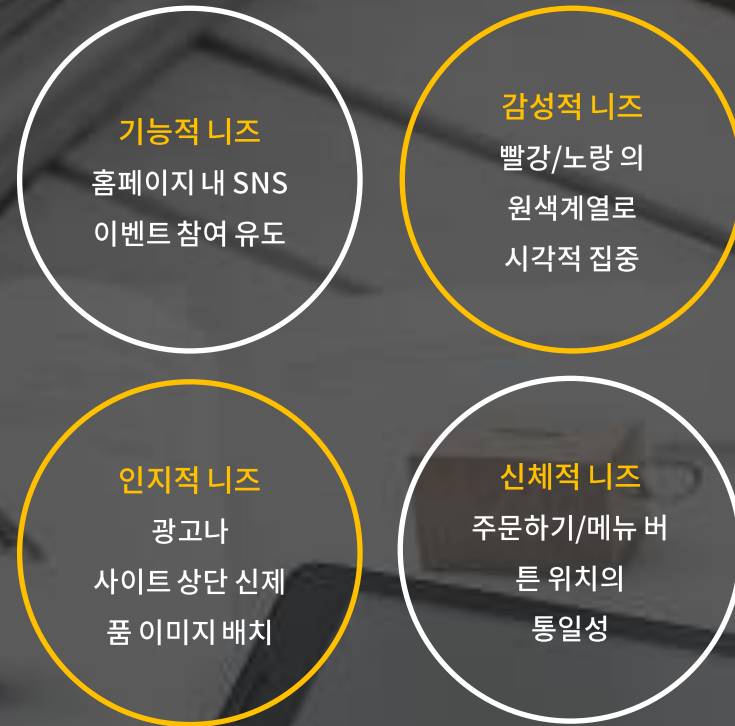 기능적 니즈
홈페이지 내 SNS
이벤트 참여 유도
감성적 니즈
빨강/노랑 의
원색계열로
시각적 집중
인지적 니즈
광고나
사이트 상단 신제
품 이미지 배치
신체적 니즈
주문하기/메뉴 버
튼 위치의
통일성